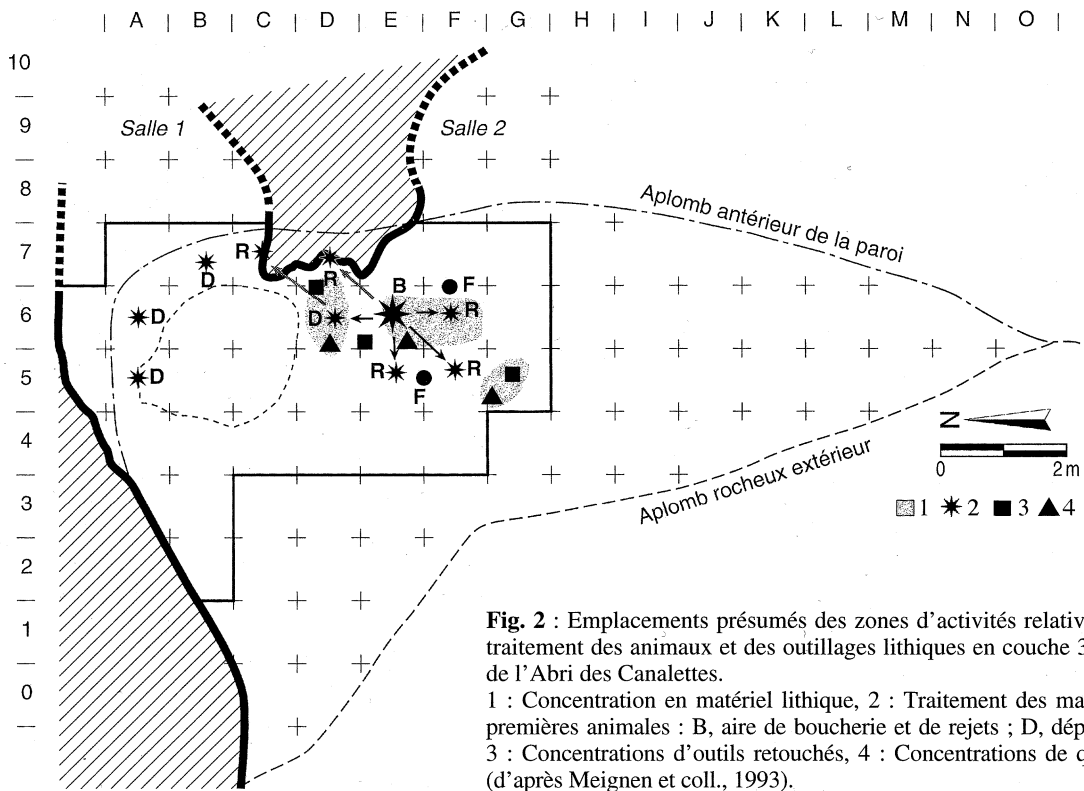 | A | B | C | D | E | F | G | H | I | J | K | L | M | N | O |
10
9
Salle 1
Salle 2
8
Aplomb antérieur de la paroi
7
R
D
R
B
F
6
D
D
R
D
R
R
5
F
4
N
0 2m
Aplomb rocheux extérieur
3
1 2 3 4
2
1
0
Fig. 2 : Emplacements présumés des zones d'activités relativ
traitement des animaux et des outillages lithiques en couche 3
de l'Abri des Canalettes.
1 : Concentration en matériel lithique, 2 : Traitement des ma
premières animales : B, aire de boucherie et de rejets ; D, dép
3 : Concentrations d'outils retouchés, 4 : Concentrations de q
(d'après Meignen et coll., 1993).